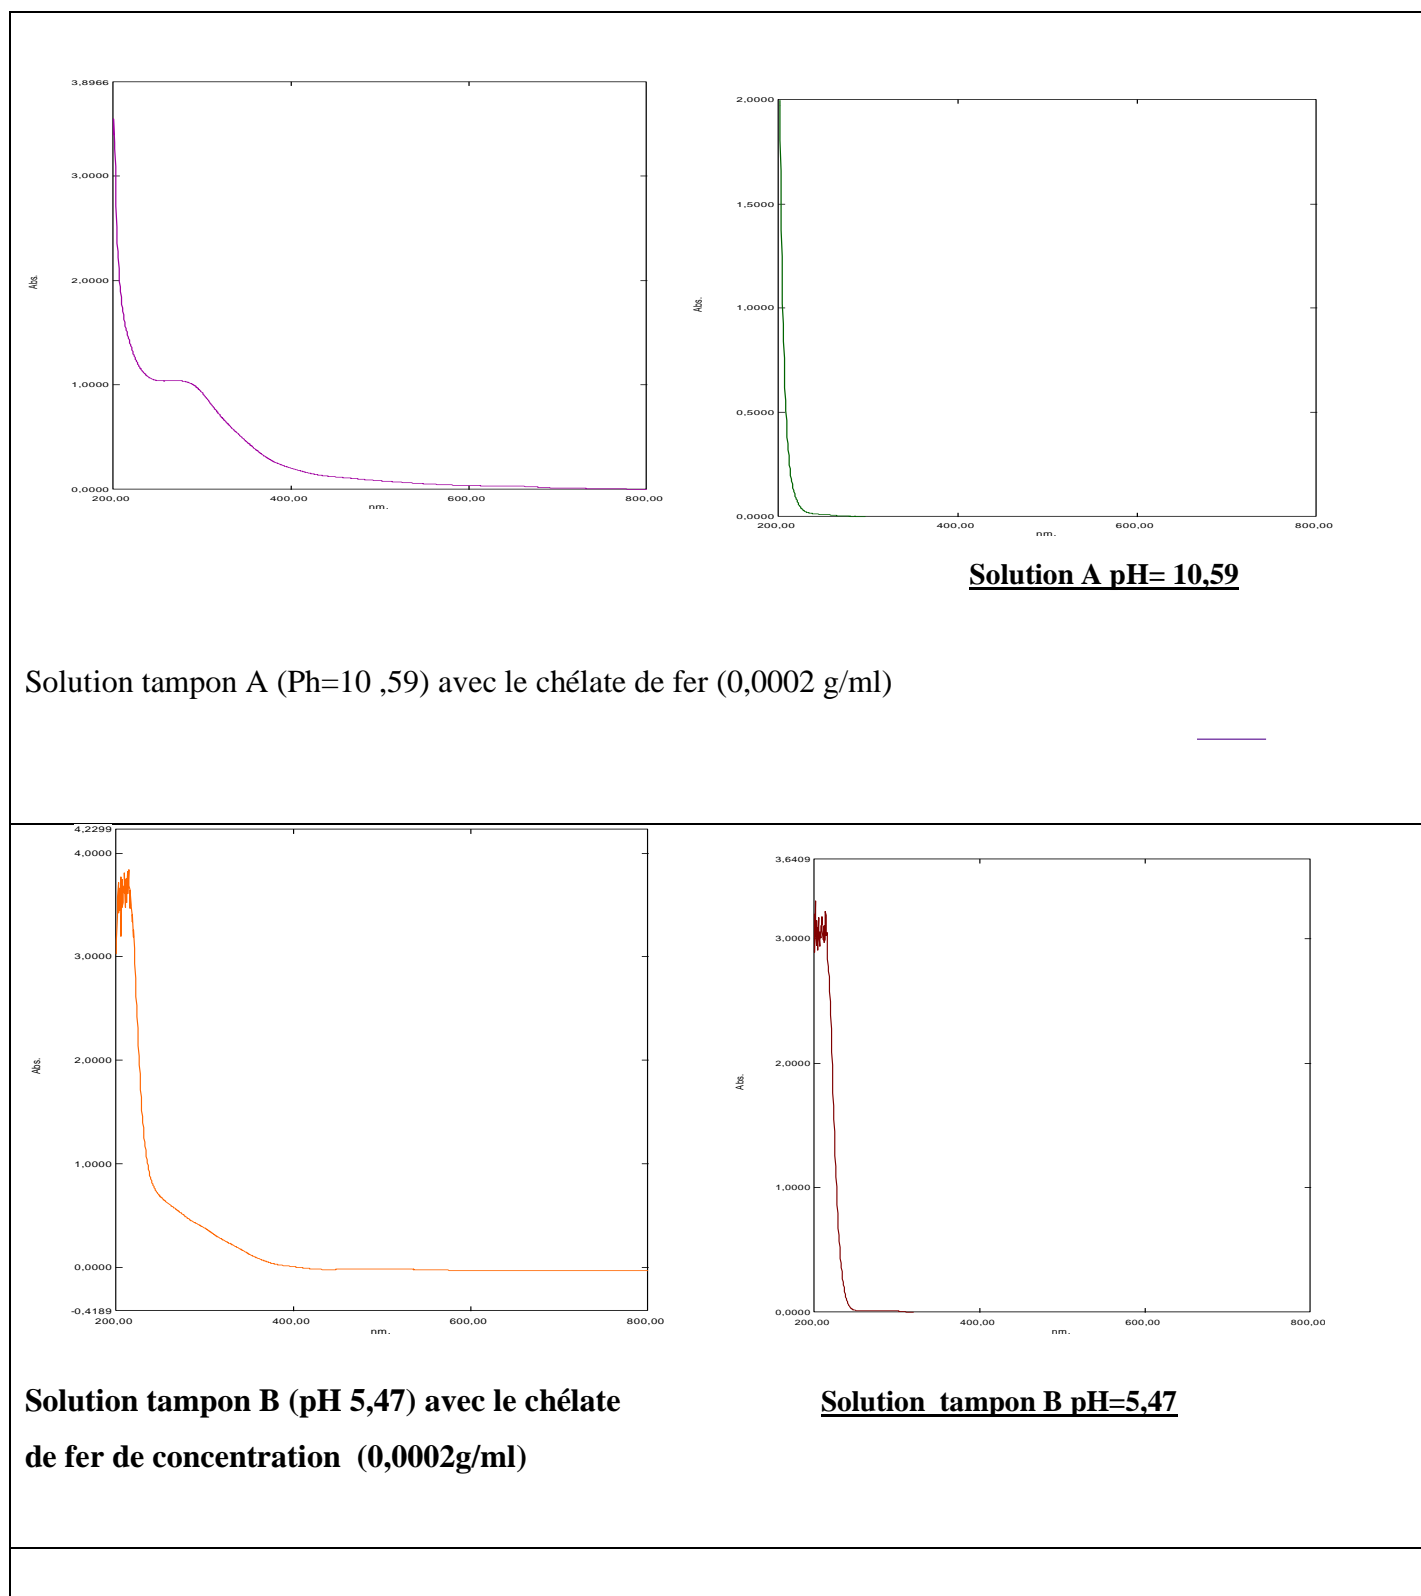 3,8966
3,0000
2,0000
1,0000
0,0000
Abs.
200,00 400,00 600,00 800,00
nm.
2,0000
1,5000
1,0000
0,5000
0,0000
Abs.
200,00 400,00 600,00 800,00
nm.
Solution A pH= 10,59
Solution tampon A (Ph=10 ,59) avec le chélate de fer (0,0002 g/ml)
4,2299
4,0000
3,0000
2,0000
1,0000
0,0000
-0,4189
Abs.
200,00 400,00 600,00 800,00
nm.
3,6409
3,0000
2,0000
1,0000
0,0000
Abs.
200,00 400,00 600,00 800,00
nm.
Solution tampon B (pH 5,47) avec le chélate
de fer de concentration (0,0002g/ml)
Solution tampon B pH=5,47